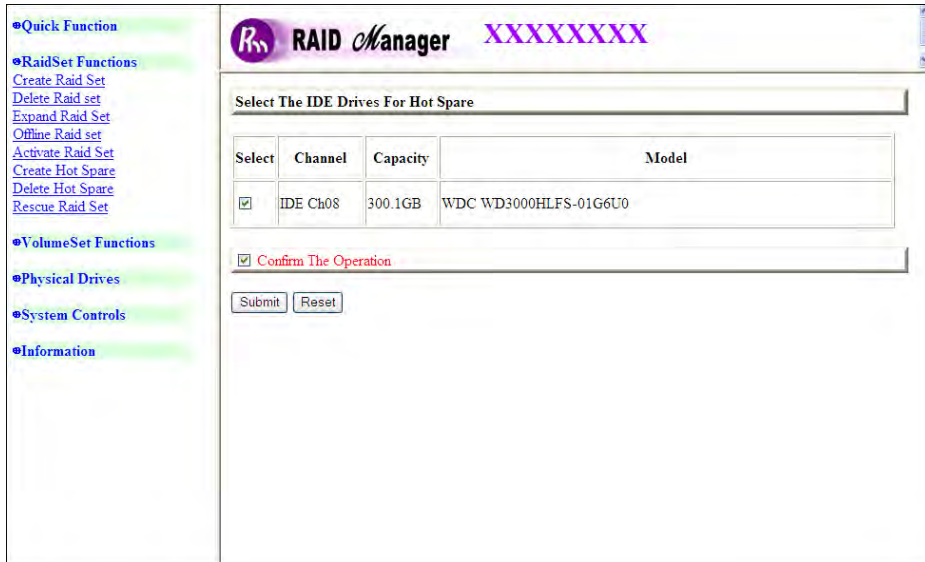 Quick Function
RaidSet Functions
Create Raid Set
Delete Raid set
Expand Raid Set
Offline Raid set
Activate Raid Set
Create Hot Spare
Delete Hot Spare
Rescue Raid Set
VolumeSet Functions
Physical Drives
System Controls
Information
Rm RAID Manager XXXXXXXX
Select The IDE Drives For Hot Spare
Select Channel Capacity Model
IDE Ch08 300.1GB WDC WD3000HLFS-01G6U0
Confirm The Operation
Submit Reset